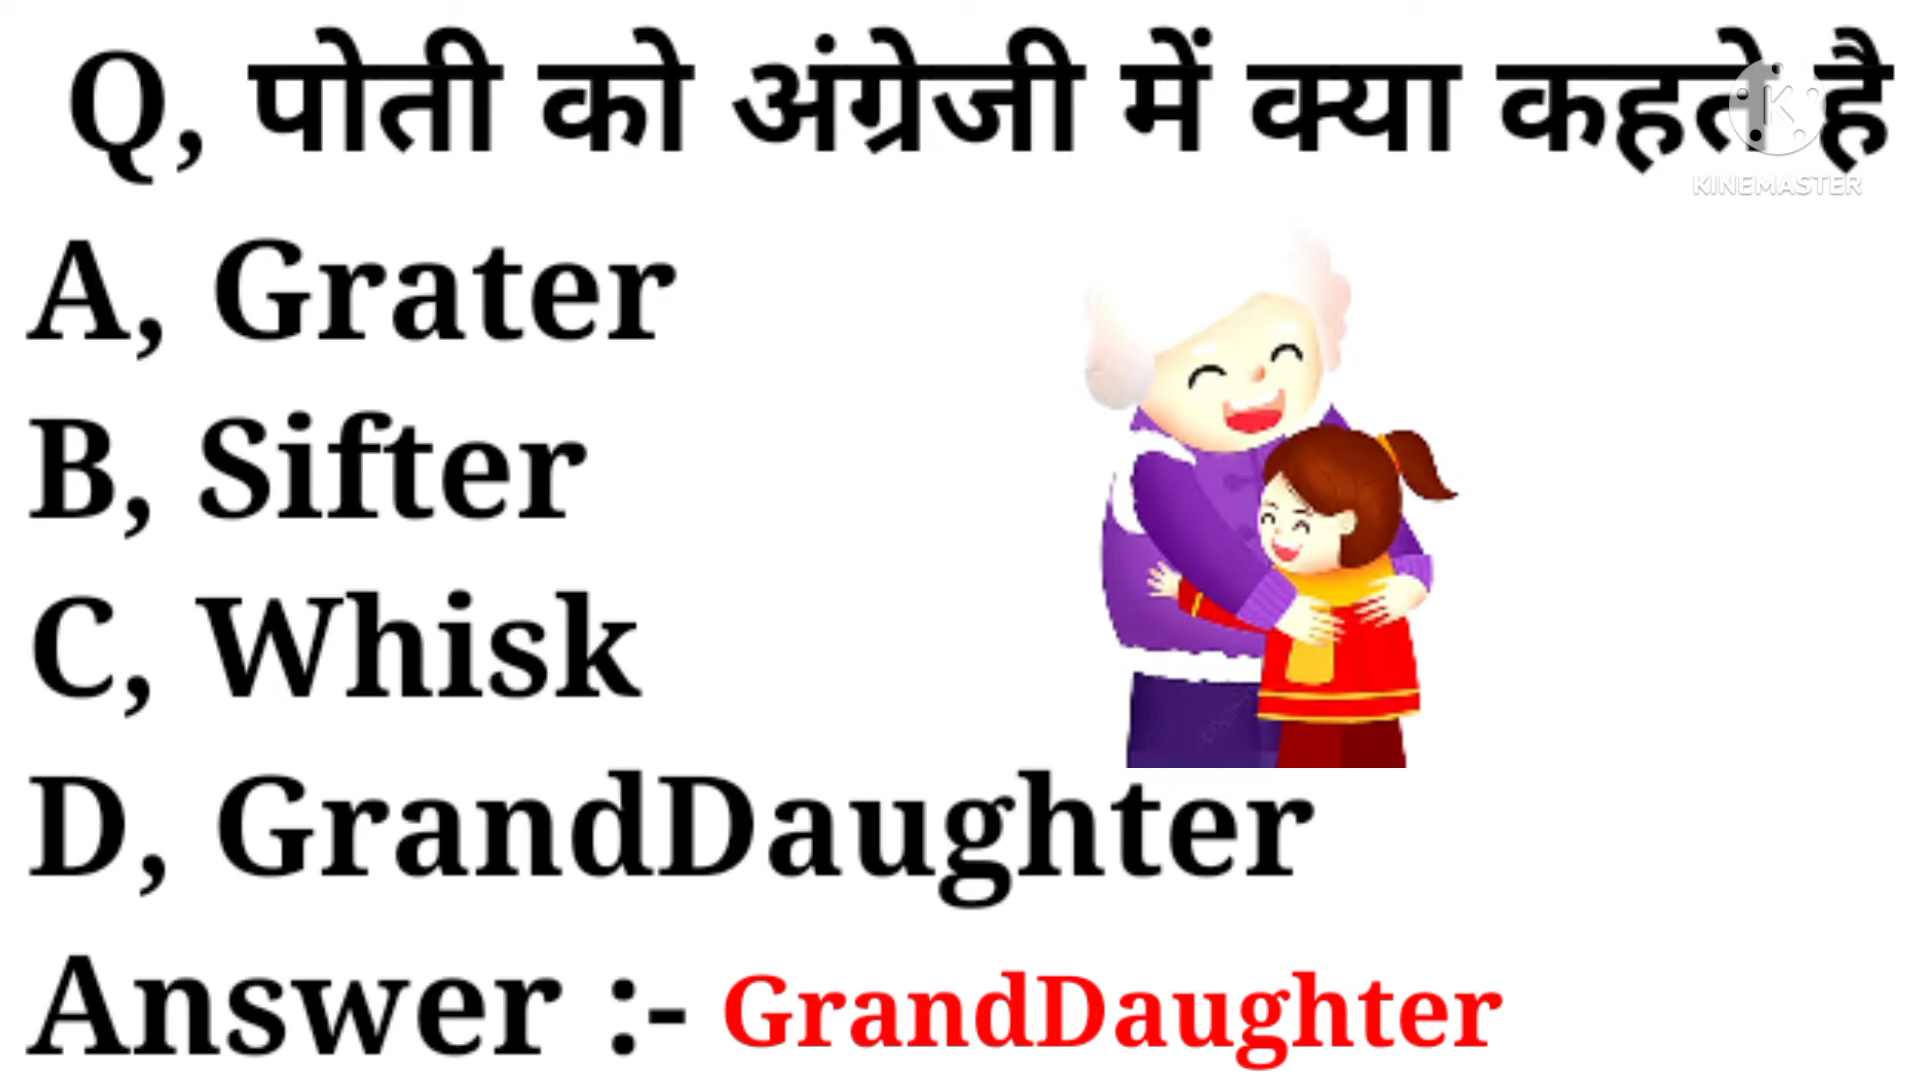 Q, पोती को अंग्रेजी में क्या कहते है
KINEMASTER
A, Grater
B, Sifter
C, Whisk
D, GrandDaughter
Answer :- GrandDaughter